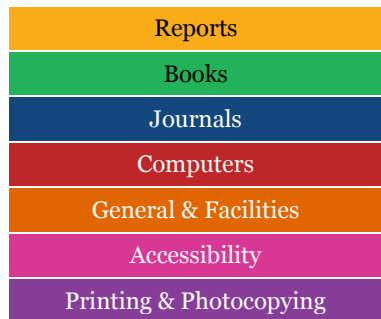 Reports
Books
Journals
Computers
General & Facilities
Accessibility
Printing & Photocopying